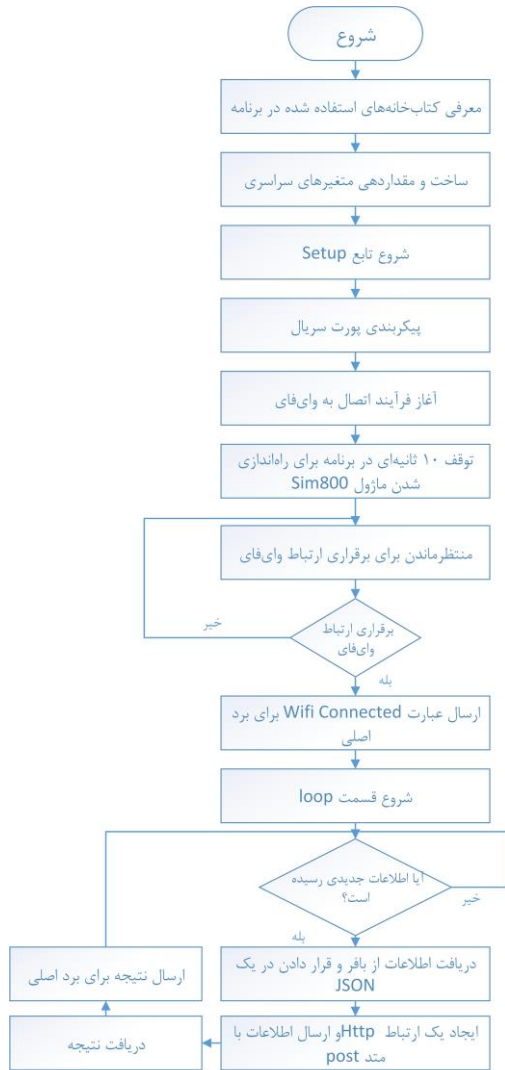 شروع
معرفی کتاب‌خانه‌های استفاده شده در برنامه
ساخت و مقداردهی متغیرهای سراسری
شروع تابع Setup
پیکربندی پورت سریال
آغاز فرآیند اتصال به وای‌فای
توقف ۱۰ ثانیه‌ای در برنامه برای راه‌اندازی
شدن ماژول Sim800
منتظرماندن برای برقراری ارتباط وای‌فای
برقراری ارتباط
وای‌فای
خیر
بله
ارسال عبارت Wifi Connected برای برد
اصلی
شروع قسمت loop
آیا اطلاعات جدیدی رسیده
است؟
خیر
بله
دریافت اطلاعات از بافر و قرار دادن در یک
JSON
ایجاد یک ارتباط Httpو ارسال اطلاعات با
متد post
دریافت نتیجه
ارسال نتیجه برای برد اصلی